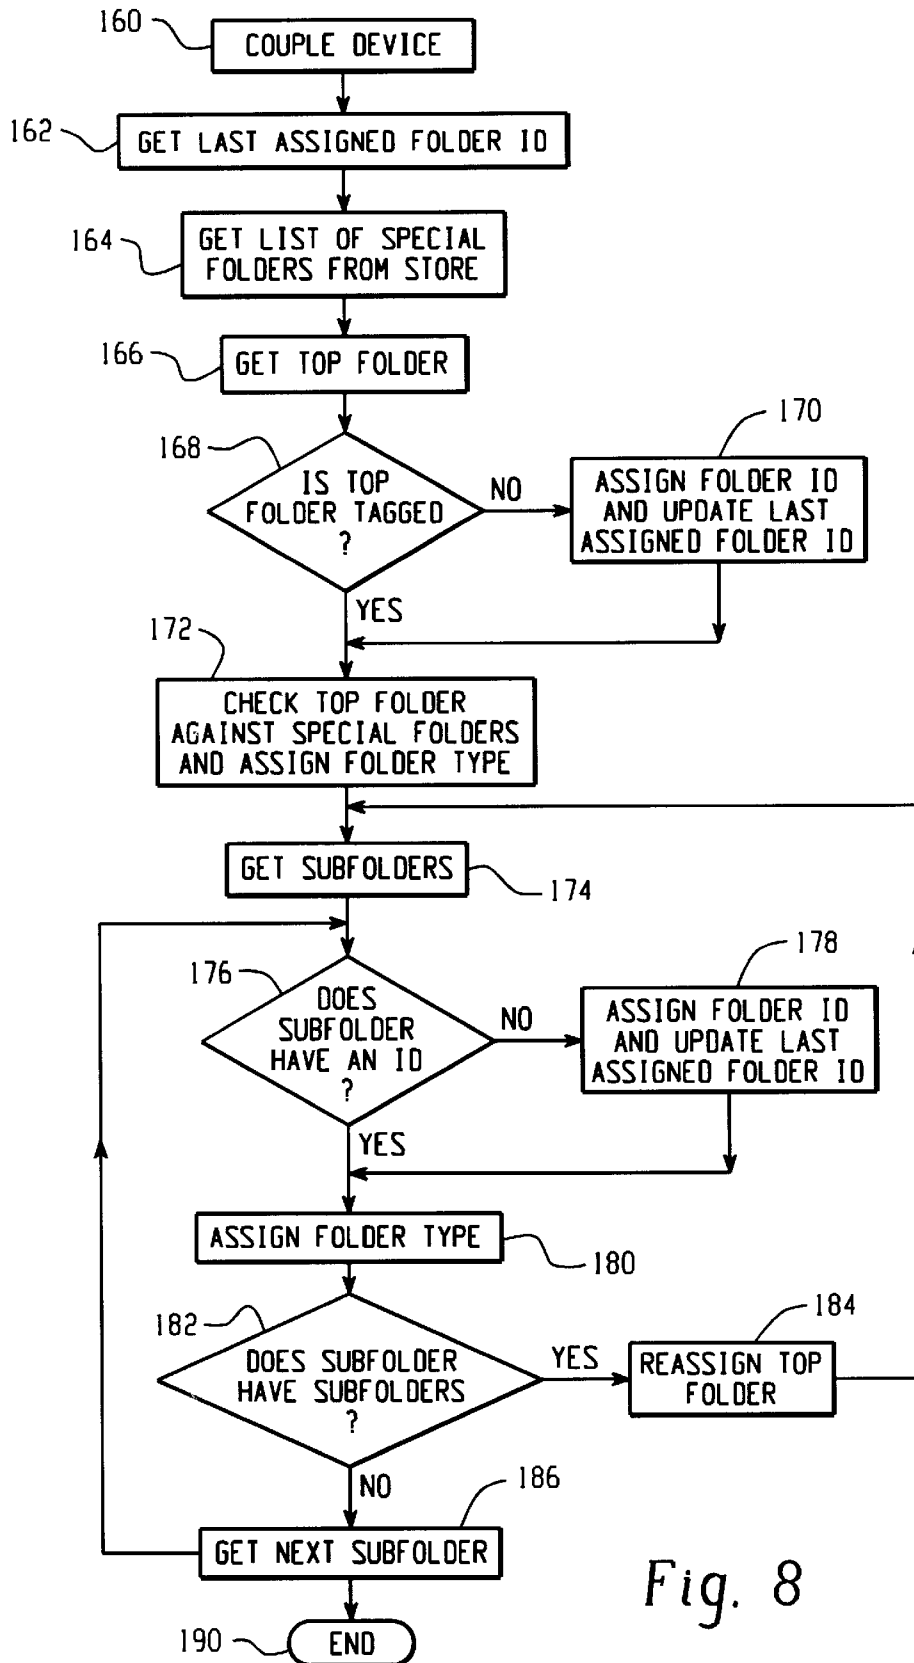 160
COUPLE DEVICE
162
GET LAST ASSIGNED FOLDER ID
164
GET LIST OF SPECIAL
FOLDERS FROM STORE
166
GET TOP FOLDER
168
IS TOP
FOLDER TAGGED
?
NO
170
ASSIGN FOLDER ID
AND UPDATE LAST
ASSIGNED FOLDER ID
YES
172
CHECK TOP FOLDER
AGAINST SPECIAL FOLDERS
AND ASSIGN FOLDER TYPE
GET SUBFOLDERS
174
176
DOES
SUBFOLDER
HAVE AN ID
?
NO
178
ASSIGN FOLDER ID
AND UPDATE LAST
ASSIGNED FOLDER ID
YES
ASSIGN FOLDER TYPE
180
182
DOES SUBFOLDER
HAVE SUBFOLDERS
?
YES
184
REASSIGN TOP
FOLDER
NO
186
GET NEXT SUBFOLDER
190
END
Fig. 8